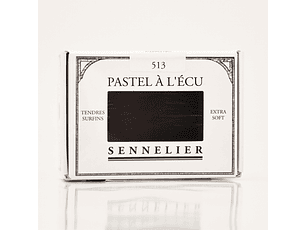 513
PASTEL À L'ÉCU
TENDRES
SURFINS
EXTRA
SOFT
SENNELIER